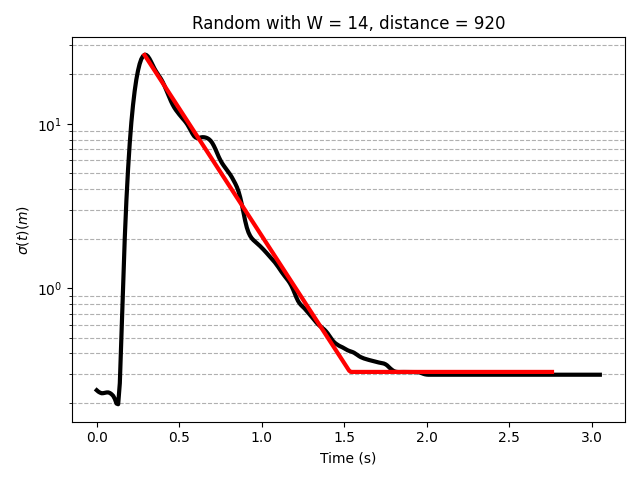 Random with W = 14, distance = 920
σ(t)(m)
10¹
10⁰
0.0 0.5 1.0 1.5 2.0 2.5 3.0
Time (s)